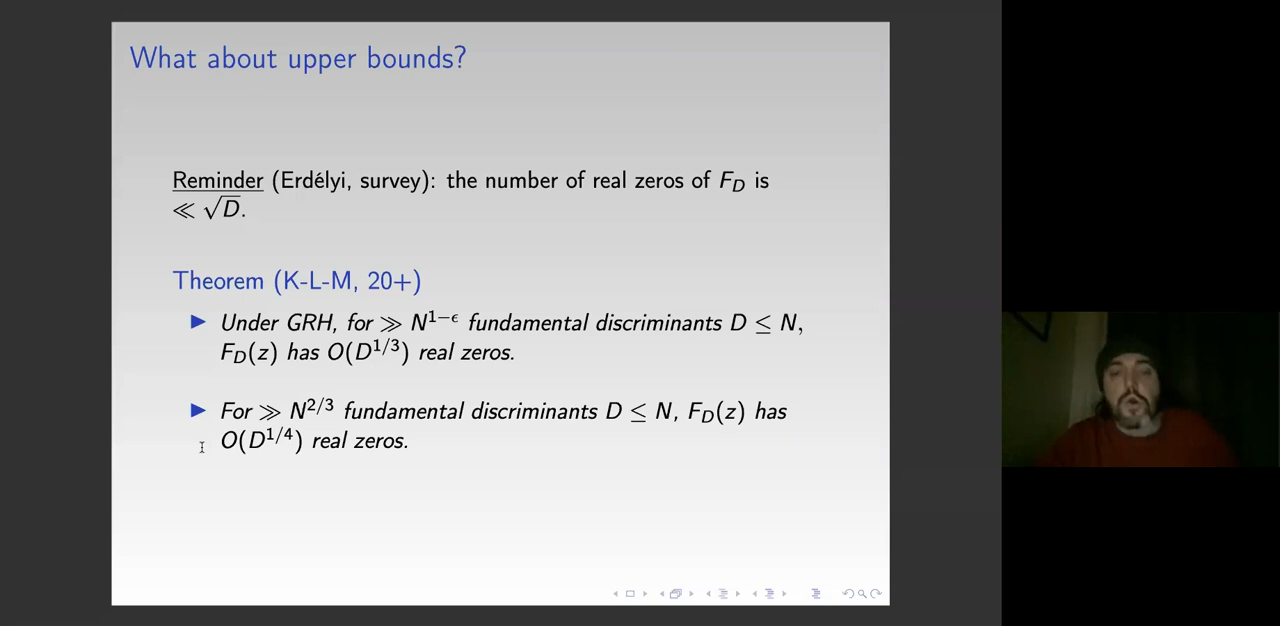 What about upper bounds?
Reminder (Erdélyi, survey): the number of real zeros of F_D is
≪ √D.
Theorem (K-L-M, 20+)
▶ Under GRH, for ≫ N^{1−ϵ} fundamental discriminants D ≤ N,
F_D(z) has O(D^{1/3}) real zeros.
▶ For ≫ N^{2/3} fundamental discriminants D ≤ N, F_D(z) has
O(D^{1/4}) real zeros.